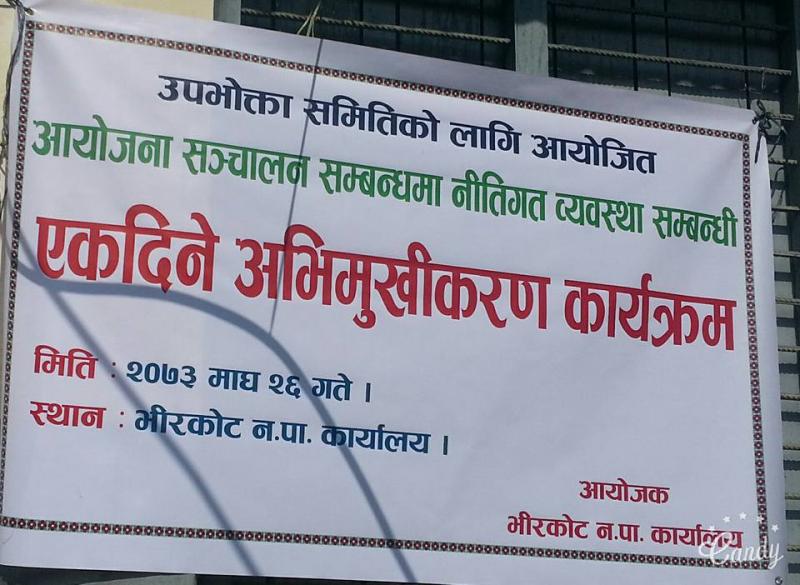 उपभोक्ता समितिको लागि आयोजित
आयोजना सञ्चालन सम्बन्धमा नीतिगत व्यवस्था सम्बन्धी
एकदिने अभिमुखीकरण कार्यक्रम
मिति : २०७३ माघ २६ गते ।
स्थान : भीरकोट न.पा. कार्यालय ।
आयोजक
भीरकोट न.पा. कार्यालय
Candy